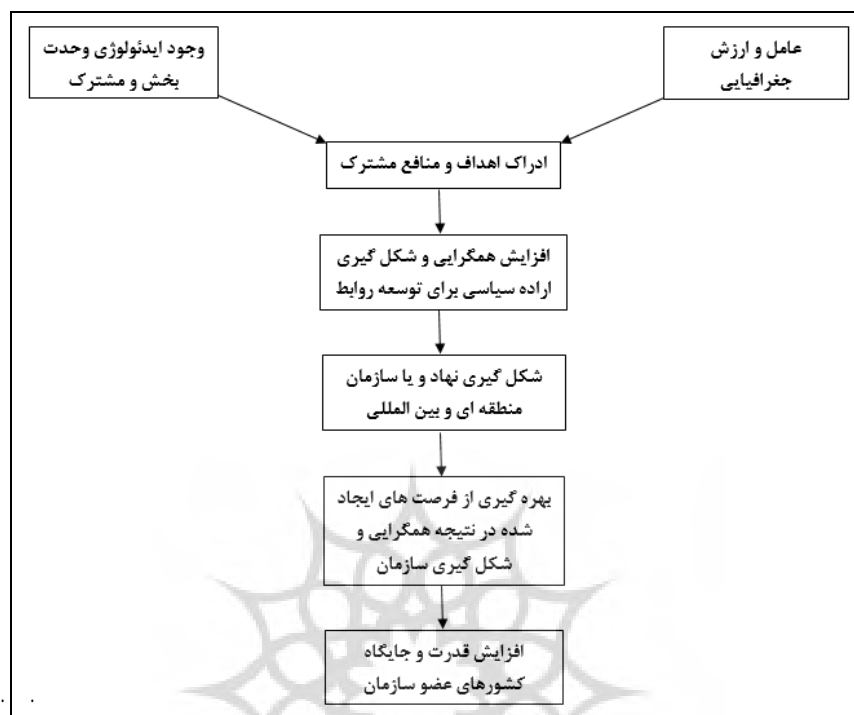 عامل و ارزش
جغرافیایی
وجود ایدئولوژی وحدت
بخش و مشترک
ادراک اهداف و منافع مشترک
افزایش همگرایی و شکل گیری
اراده سیاسی برای توسعه روابط
شکل گیری نهاد و یا سازمان
منطقه ای و بین المللی
بهره گیری از فرصت های ایجاد
شده در نتیجه همگرایی و
شکل گیری سازمان
افزایش قدرت و جایگاه
کشورهای عضو سازمان